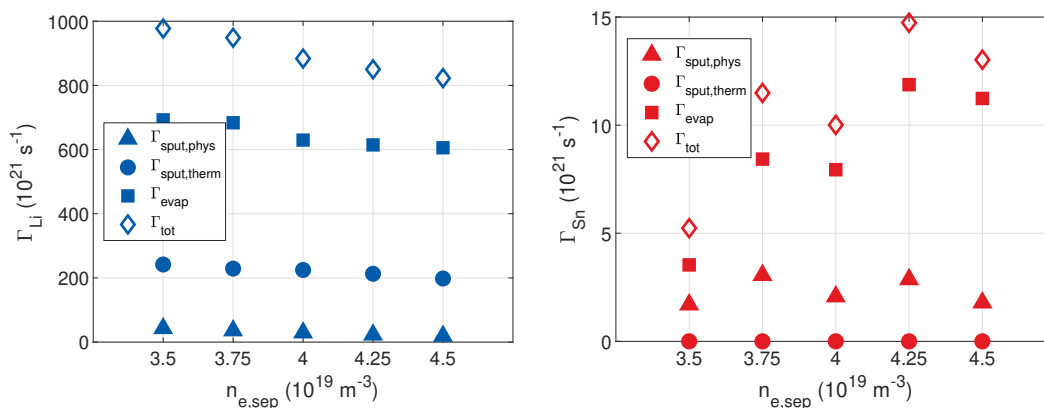 1000
800
600
400
200
0
Γ_Li (10^21 s^-1)
Γ_sput,phys
Γ_sput,therm
Γ_evap
Γ_tot
3.5 3.75 4 4.25 4.5
n_e,sep (10^19 m^-3)
15
10
5
0
Γ_Sn (10^21 s^-1)
Γ_sput,phys
Γ_sput,therm
Γ_evap
Γ_tot
3.5 3.75 4 4.25 4.5
n_e,sep (10^19 m^-3)